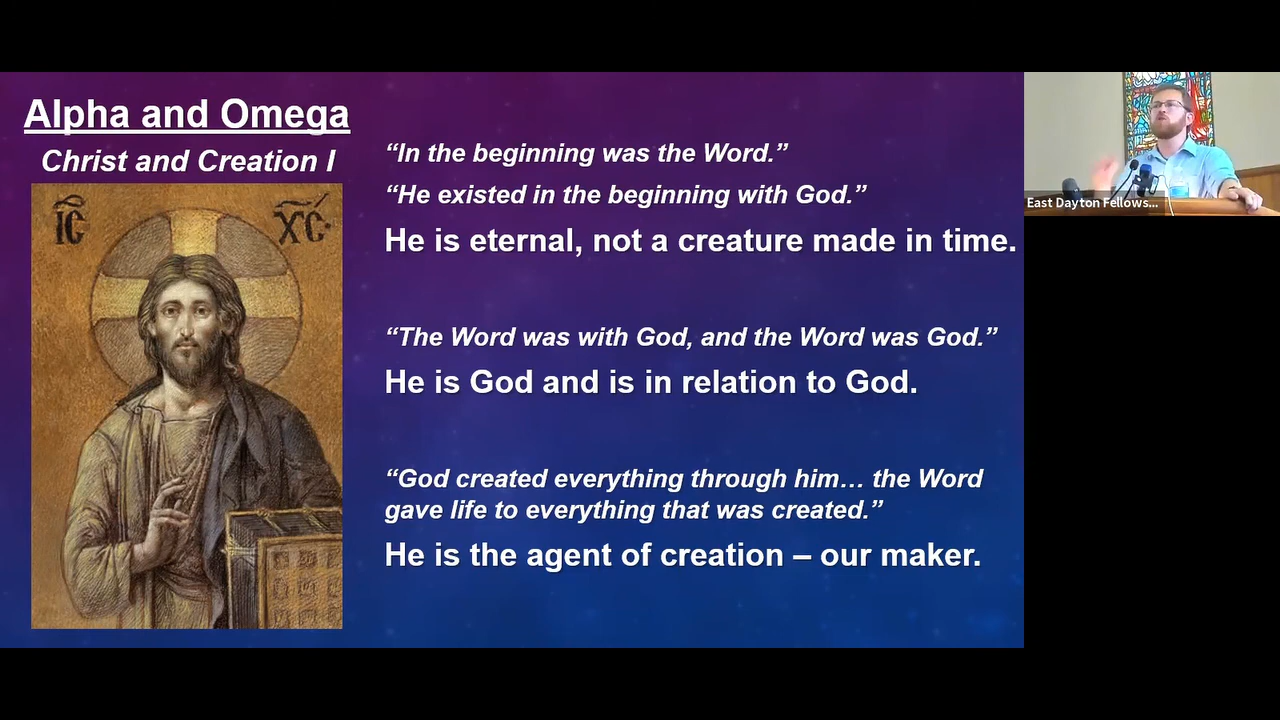 Alpha and Omega
Christ and Creation I
“In the beginning was the Word.”
“He existed in the beginning with God.”
He is eternal, not a creature made in time.
“The Word was with God, and the Word was God.”
He is God and is in relation to God.
“God created everything through him… the Word
gave life to everything that was created.”
He is the agent of creation – our maker.
IC
XC
East Dayton Fellows...